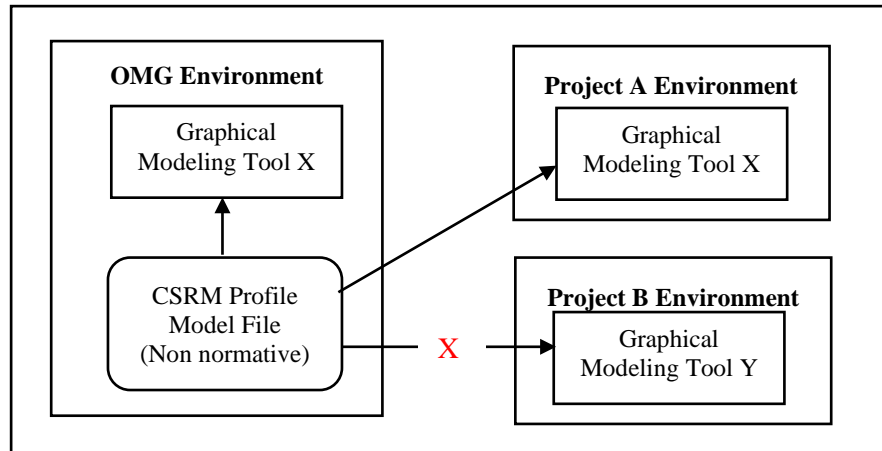 OMG Environment
Graphical
Modeling Tool X
CSRM Profile
Model File
(Non normative)
X
Project A Environment
Graphical
Modeling Tool X
Project B Environment
Graphical
Modeling Tool Y